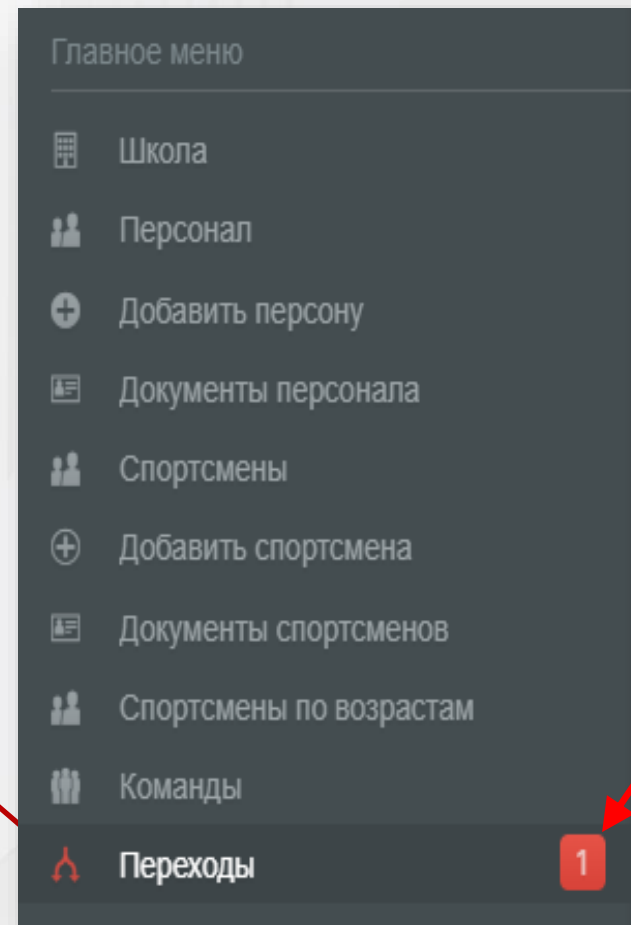 Главное меню
Школа
Персонал
Добавить персону
Документы персонала
Спортсмены
Добавить спортсмена
Документы спортсменов
Спортсмены по возрастам
Команды
Переходы 1